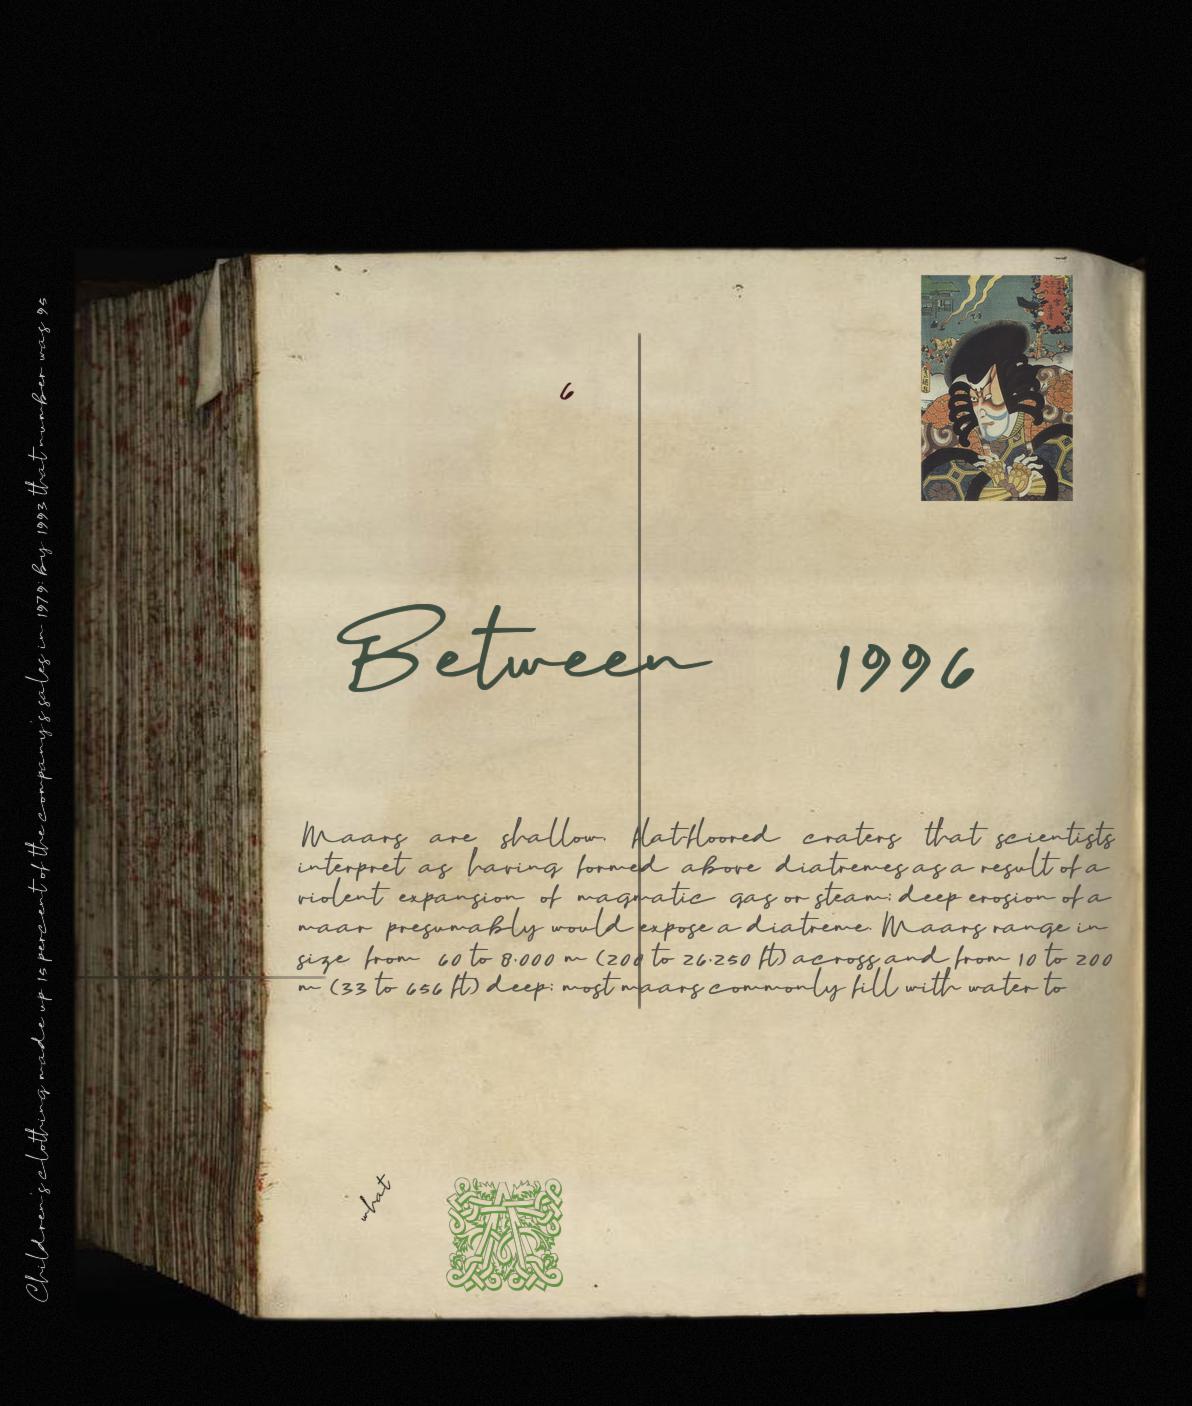 Children's clothing made up 15 percent of the company's sales in 1979; by 1993 that number was 95
6
Between 1996
Maars are shallow, flat-floored craters that scientists
interpret as having formed above diatremes as a result of a
violent expansion of magmatic gas or steam; deep erosion of a
maar presumably would expose a diatreme. Maars range in
size from 60 to 8,000 m (200 to 26,250 ft) across and from 10 to 200
m (33 to 656 ft) deep; most maars commonly fill with water to
what